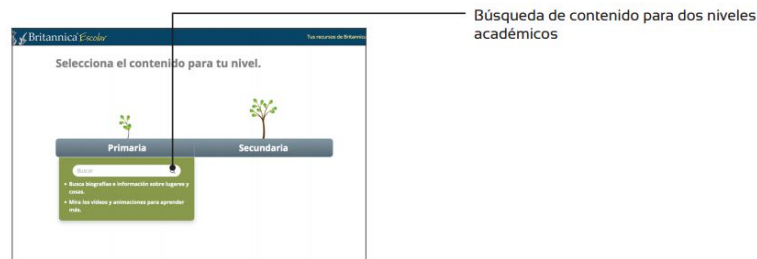 Búsqueda de contenido para dos niveles
académicos
Britannica Escolar
Tus recursos de Britannica
Selecciona el contenido para tu nivel.
Primaria
Secundaria
Buscar
• Busca biografías e información sobre lugares y
cosas.
• Mira los vídeos y animaciones para aprender
más.